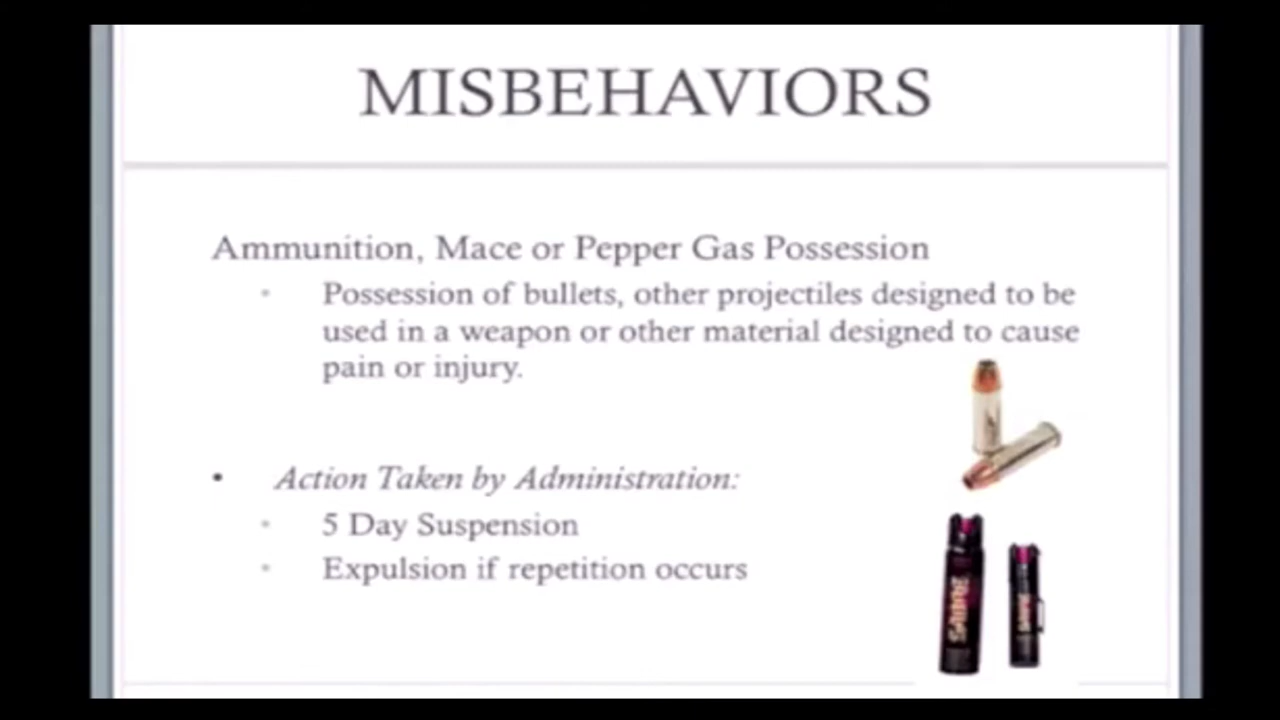 MISBEHAVIORS
Ammunition, Mace or Pepper Gas Possession
Possession of bullets, other projectiles designed to be
used in a weapon or other material designed to cause
pain or injury.
Action Taken by Administration:
5 Day Suspension
Expulsion if repetition occurs
SABRE